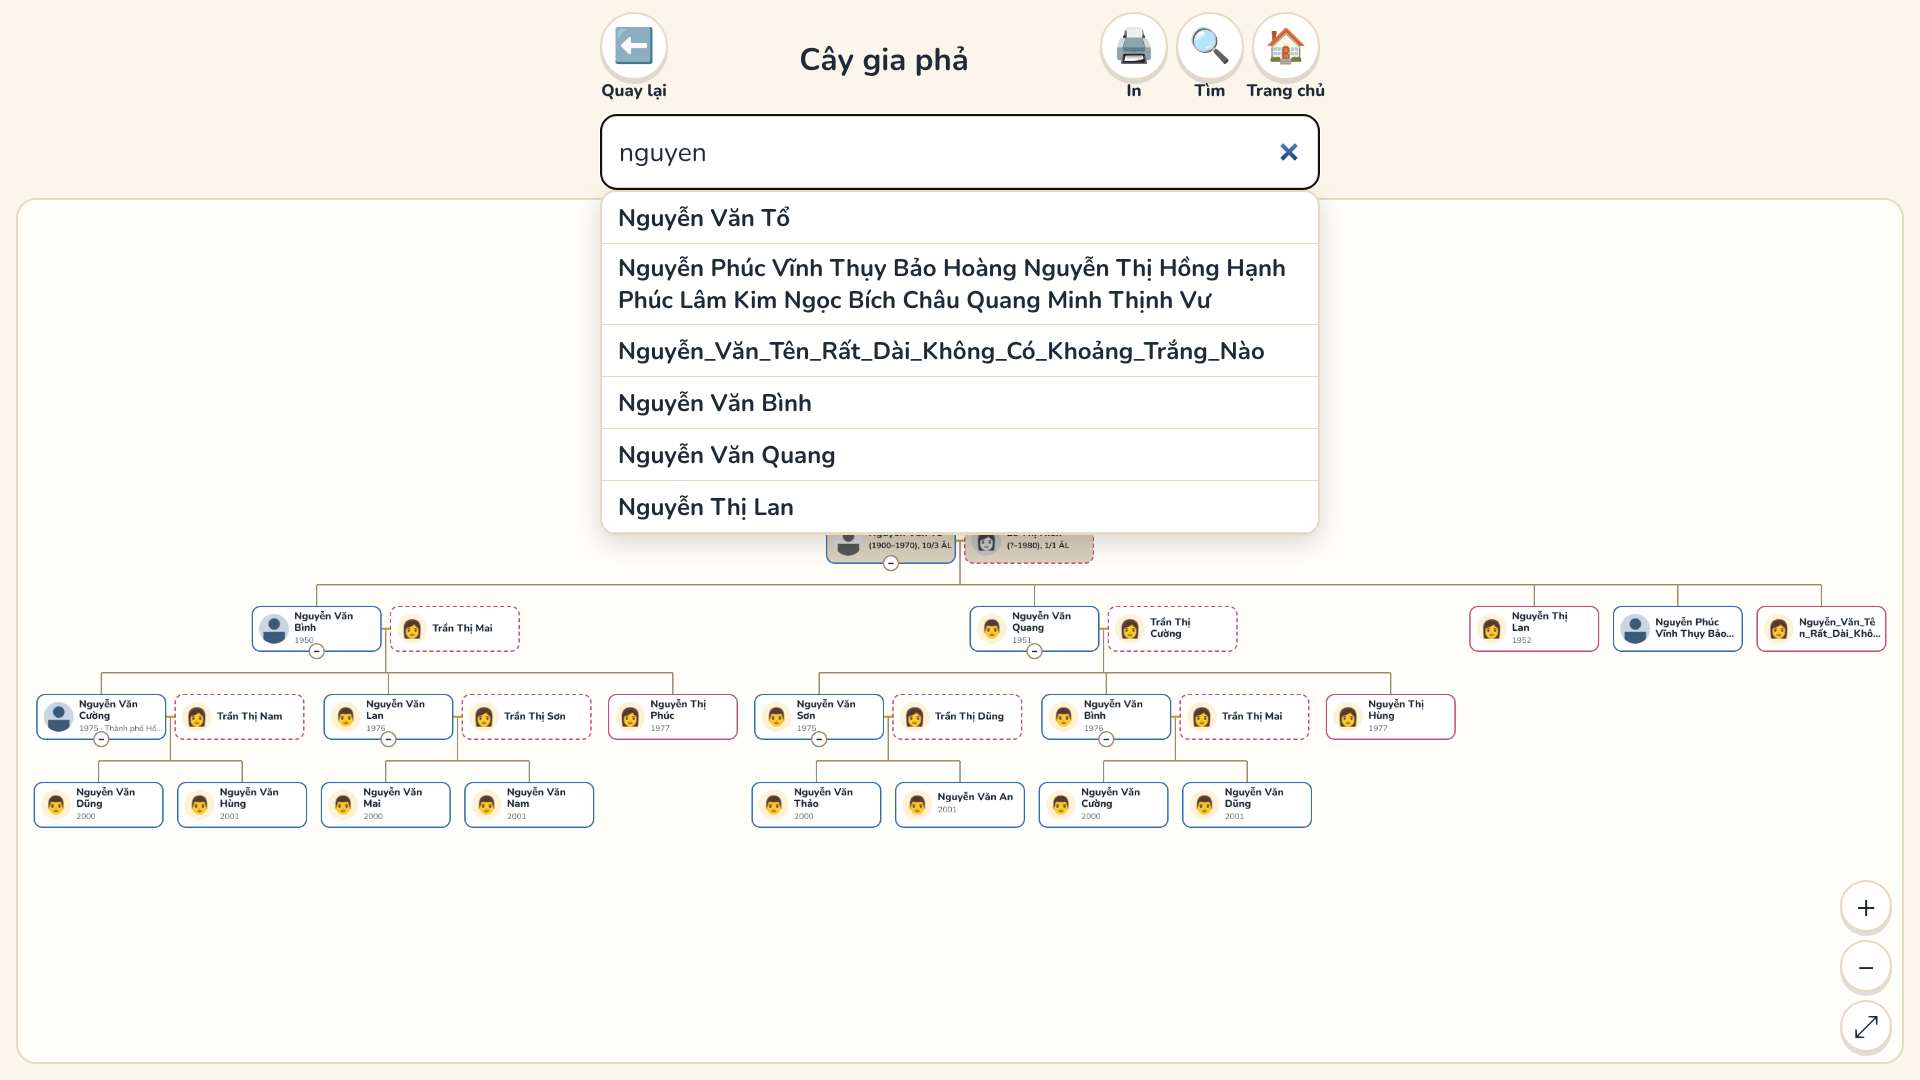 Cây gia phả
Quay lại
In
Tìm
Trang chủ
nguyen
Nguyễn Văn Tổ
Nguyễn Phúc Vĩnh Thụy Bảo Hoàng Nguyễn Thị Hồng Hạnh
Phúc Lâm Kim Ngọc Bích Châu Quang Minh Thịnh Vư
Nguyễn_Văn_Tên_Rất_Dài_Không_Có_Khoảng_Trắng_Nào
Nguyễn Văn Bình
Nguyễn Văn Quang
Nguyễn Thị Lan
(1900–1970), 10/3 ÂL
(?–1980), 1/1 ÂL
Nguyễn Văn
Bình
1950
Trần Thị Mai
Nguyễn Văn
Quang
1951
Trần Thị
Cường
Nguyễn Thị
Lan
1952
Nguyễn Phúc
Vĩnh Thụy Bảo...
Nguyễn_Văn_Tê
n_Rất_Dài_Khô...
Nguyễn Văn
Cường
1975 · Thành phố Hồ...
Trần Thị Nam
Nguyễn Văn
Lan
1976
Trần Thị Sơn
Nguyễn Thị
Phúc
1977
Nguyễn Văn
Sơn
1975
Trần Thị Dũng
Nguyễn Văn
Bình
1976
Trần Thị Mai
Nguyễn Thị
Hùng
1977
Nguyễn Văn
Dũng
2000
Nguyễn Văn
Hùng
2001
Nguyễn Văn
Mai
2000
Nguyễn Văn
Nam
2001
Nguyễn Văn
Thảo
2000
Nguyễn Văn An
2001
Nguyễn Văn
Cường
2000
Nguyễn Văn
Dũng
2001